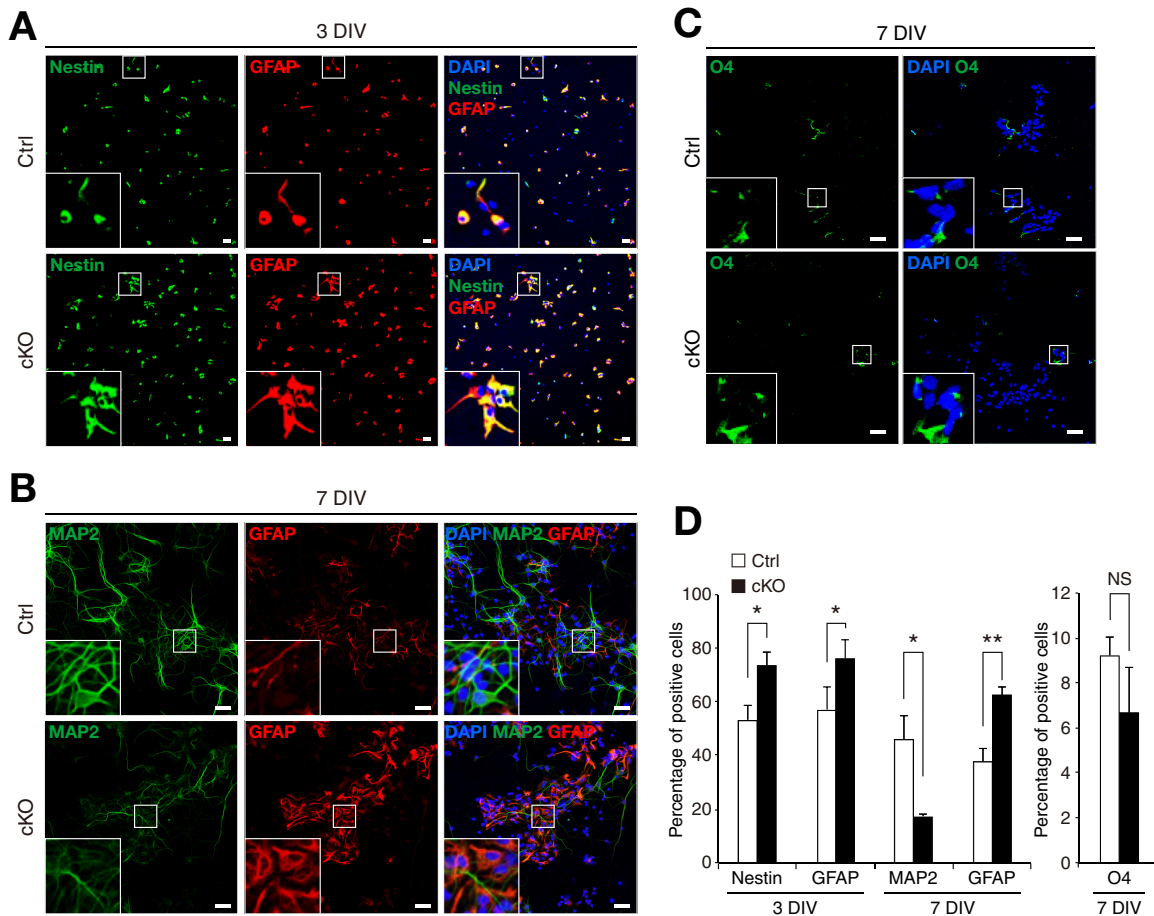 A
3 DIV
Nestin
GFAP
DAPI
Nestin
GFAP
Ctrl
Nestin
GFAP
DAPI
Nestin
GFAP
cKO
B
7 DIV
MAP2
GFAP
DAPI MAP2 GFAP
Ctrl
MAP2
GFAP
DAPI MAP2 GFAP
cKO
C
7 DIV
O4
DAPI O4
Ctrl
O4
DAPI O4
cKO
D
Ctrl
cKO
Percentage of positive cells
100
80
60
40
20
0
*
*
*
**
Nestin GFAP MAP2 GFAP
3 DIV 7 DIV
Percentage of positive cells
12
10
8
6
4
2
0
NS
O4
7 DIV